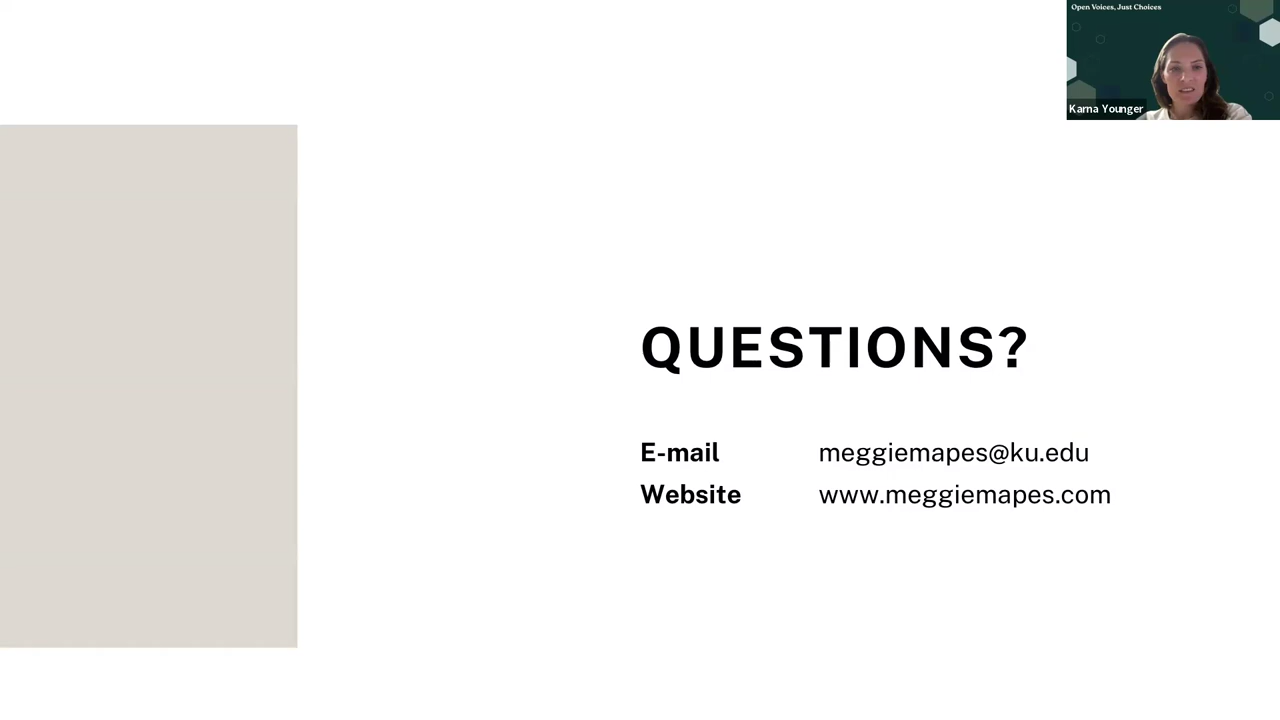 Open Voices, Just Choices
Karna Younger
QUESTIONS?
E-mail meggiemapes@ku.edu
Website www.meggiemapes.com